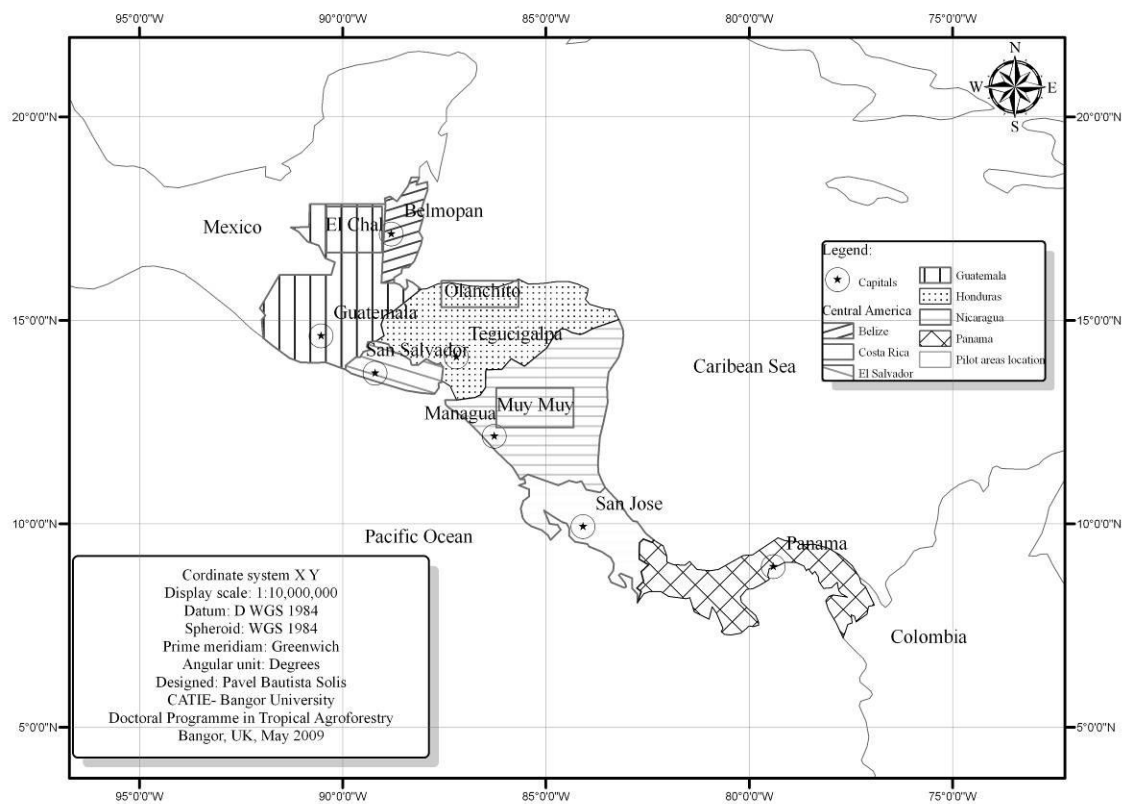 95°0'0"W 90°0'0"W 85°0'0"W 80°0'0"W 75°0'0"W
N
W E
S
20°0'0"N 20°0'0"N
Mexico
El Chal
Belmopan
Legend:
Capitals
Central America
Belize
Costa Rica
El Salvador
Guatemala
Honduras
Nicaragua
Panama
Pilot areas location
Olanchito
Guatemala
Tegucigalpa
15°0'0"N 15°0'0"N
San Salvador
Caribean Sea
Managua
Muy Muy
San Jose
10°0'0"N 10°0'0"N
Pacific Ocean
Panama
Colombia
Cordinate system X Y
Display scale: 1:10,000,000
Datum: D WGS 1984
Spheroid: WGS 1984
Prime meridiam: Greenwich
Angular unit: Degrees
Designed: Pavel Bautista Solis
CATIE- Bangor University
Doctoral Programme in Tropical Agroforestry
Bangor, UK, May 2009
5°0'0"N 5°0'0"N
95°0'0"W 90°0'0"W 85°0'0"W 80°0'0"W 75°0'0"W